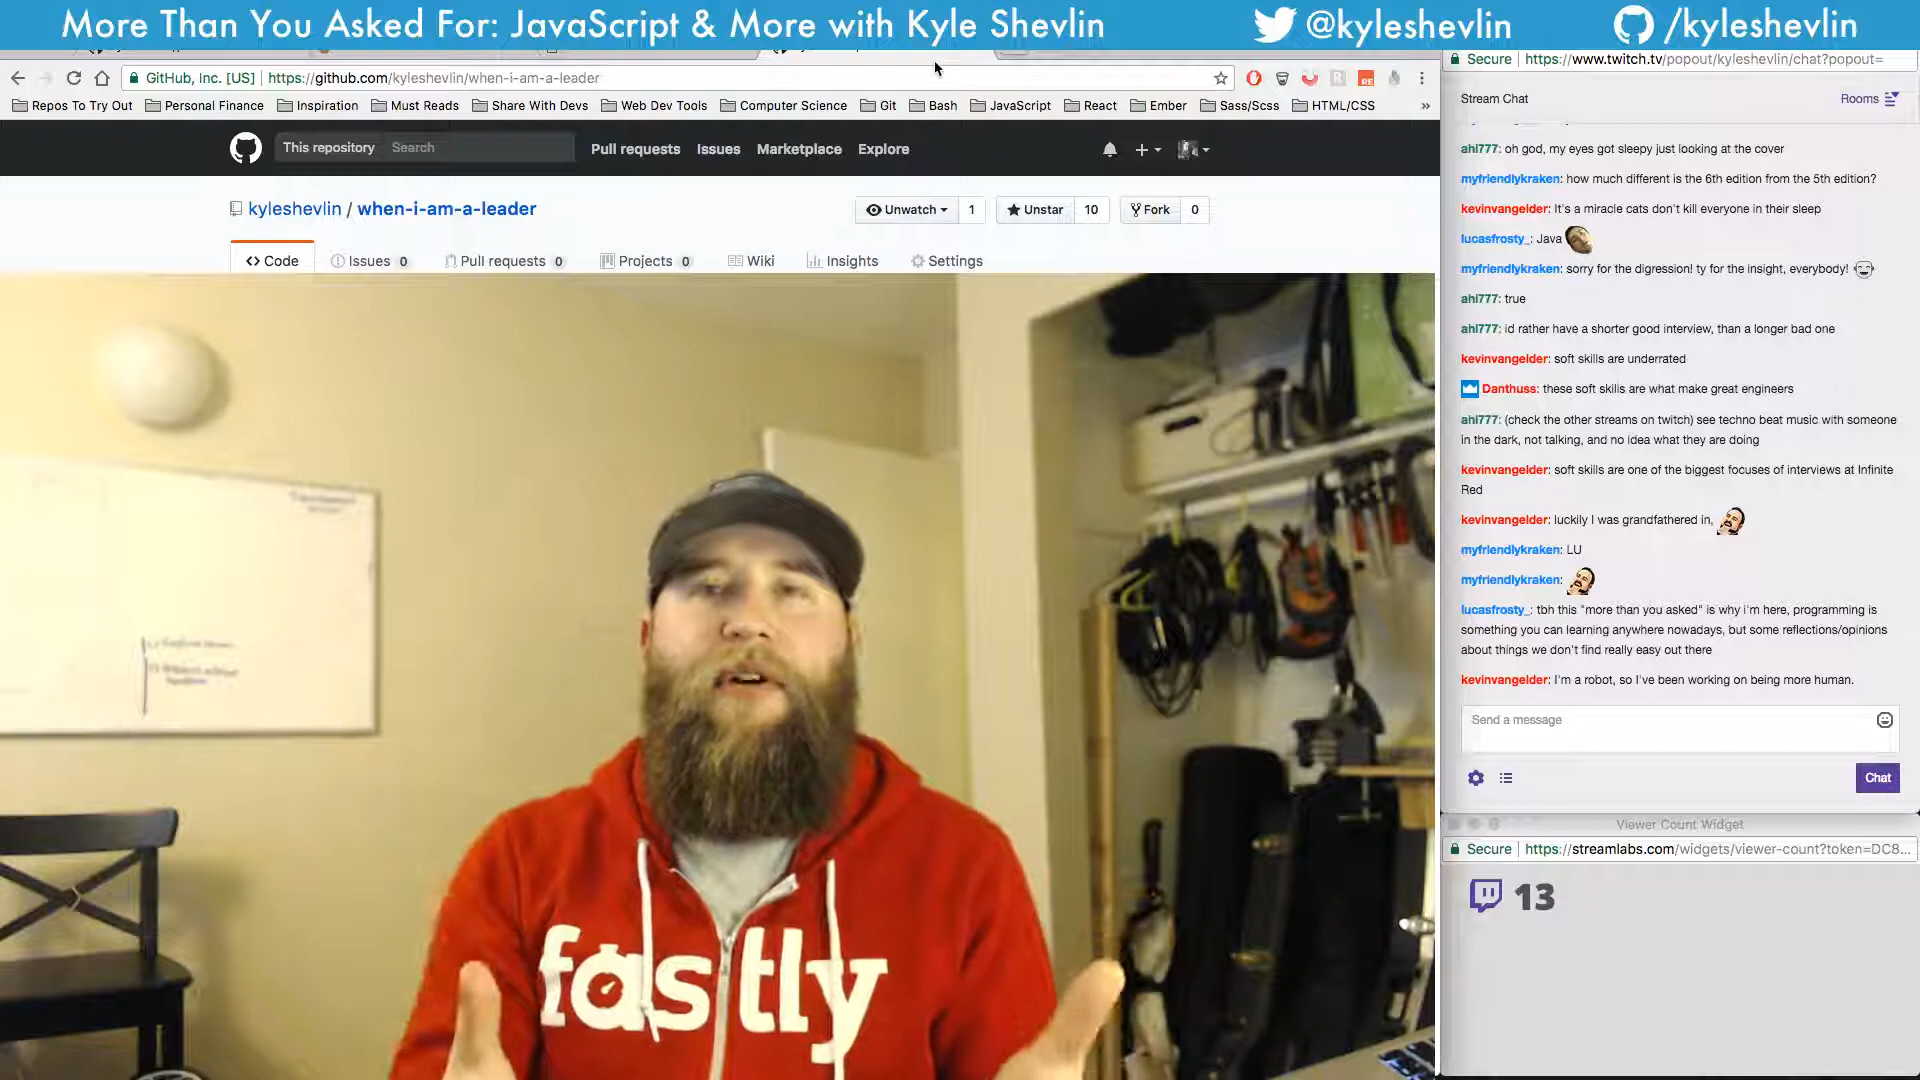 More Than You Asked For: JavaScript & More with Kyle Shevlin
@kyleshevlin
/kyleshevlin
GitHub, Inc. [US]
https://github.com/kyleshevlin/when-i-am-a-leader
Repos To Try Out
Personal Finance
Inspiration
Must Reads
Share With Devs
Web Dev Tools
Computer Science
Git
Bash
JavaScript
React
Ember
Sass/Scss
HTML/CSS
»
This repository
Search
Pull requests
Issues
Marketplace
Explore
kyleshevlin / when-i-am-a-leader
Unwatch 1
Unstar 10
Fork 0
<> Code
Issues 0
Pull requests 0
Projects 0
Wiki
Insights
Settings
fastly
Secure
https://www.twitch.tv/popout/kyleshevlin/chat?popout=
Stream Chat
Rooms
ahl777: oh god, my eyes got sleepy just looking at the cover
myfriendlykraken: how much different is the 6th edition from the 5th edition?
kevinvangelder: It's a miracle cats don't kill everyone in their sleep
lucasfrosty_: Java
myfriendlykraken: sorry for the digression! ty for the insight, everybody!
ahl777: true
ahl777: id rather have a shorter good interview, than a longer bad one
kevinvangelder: soft skills are underrated
Danthuss: these soft skills are what make great engineers
ahl777: (check the other streams on twitch) see techno beat music with someone
in the dark, not talking, and no idea what they are doing
kevinvangelder: soft skills are one of the biggest focuses of interviews at Infinite
Red
kevinvangelder: luckily I was grandfathered in,
myfriendlykraken: LU
myfriendlykraken:
lucasfrosty_: tbh this "more than you asked" is why i'm here, programming is
something you can learning anywhere nowadays, but some reflections/opinions
about things we don't find really easy out there
kevinvangelder: I'm a robot, so I've been working on being more human.
Send a message
Chat
Viewer Count Widget
Secure
https://streamlabs.com/widgets/viewer-count?token=DC8...
13